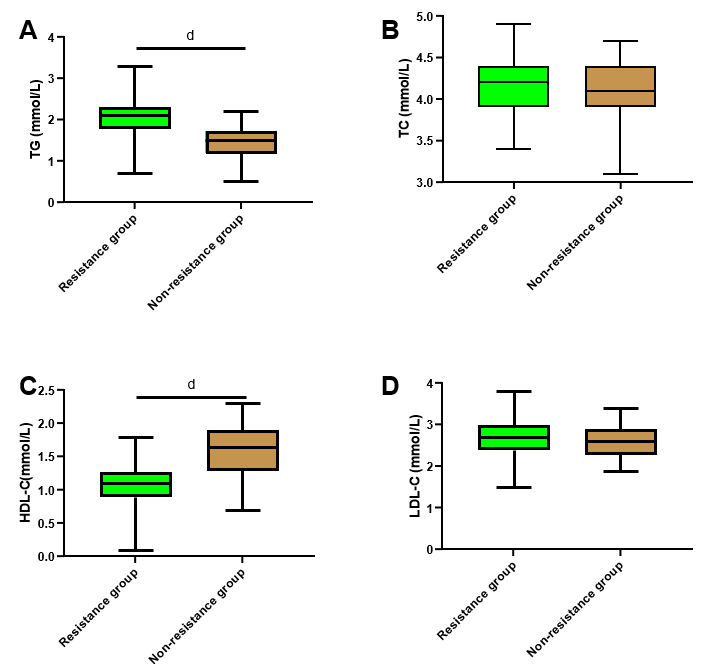 A
TG (mmol/L)
4
3
2
1
0
d
Resistance group
Non-resistance group
B
TC (mmol/L)
5.0
4.5
4.0
3.5
3.0
Resistance group
Non-resistance group
C
HDL-C(mmol/L)
2.5
2.0
1.5
1.0
0.5
0.0
d
Resistance group
Non-resistance group
D
LDL-C (mmol/L)
4
3
2
1
0
Resistance group
Non-resistance group